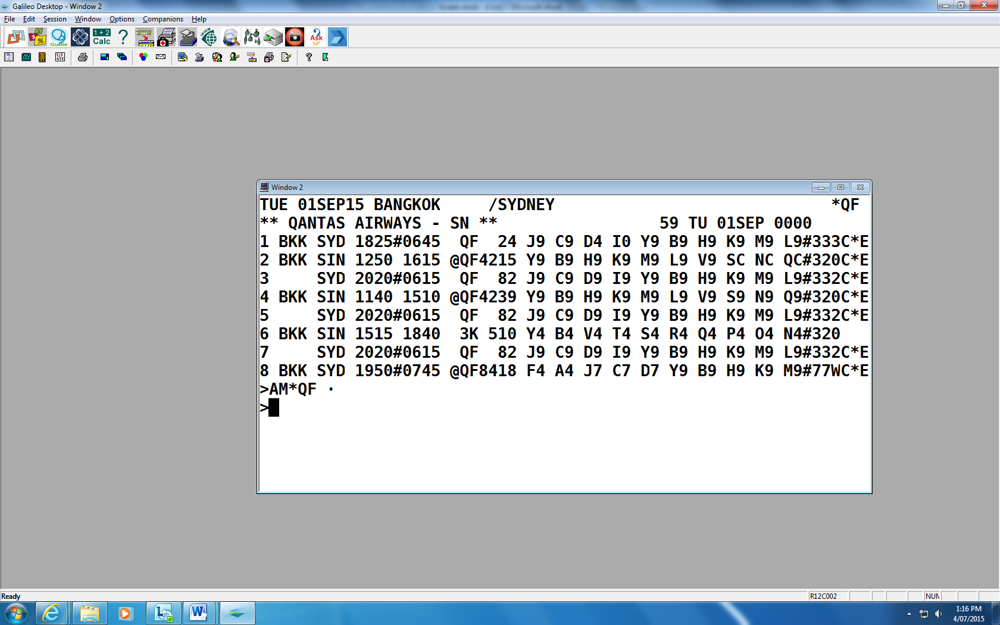 Galileo Desktop - Window 2
File Edit Session Window Options Companions Help
Guide 1 + 2 Calc ? IDIOM ? Ask
Window 2
TUE 01SEP15 BANGKOK /SYDNEY *QF
** QANTAS AIRWAYS - SN ** 59 TU 01SEP 0000
1 BKK SYD 1825#0645 QF 24 J9 C9 D4 I0 Y9 B9 H9 K9 M9 L9#333C*E
2 BKK SIN 1250 1615 @QF4215 Y9 B9 H9 K9 M9 L9 V9 SC NC QC#320C*E
3 SYD 2020#0615 QF 82 J9 C9 D9 I9 Y9 B9 H9 K9 M9 L9#332C*E
4 BKK SIN 1140 1510 @QF4239 Y9 B9 H9 K9 M9 L9 V9 S9 N9 Q9#320C*E
5 SYD 2020#0615 QF 82 J9 C9 D9 I9 Y9 B9 H9 K9 M9 L9#332C*E
6 BKK SIN 1515 1840 3K 510 Y4 B4 V4 T4 S4 R4 Q4 P4 O4 N4#320
7 SYD 2020#0615 QF 82 J9 C9 D9 I9 Y9 B9 H9 K9 M9 L9#332C*E
8 BKK SYD 1950#0745 @QF8418 F4 A4 J7 C7 D7 Y9 B9 H9 K9 M9#77WC*E
>AM*QF ·
>
Ready R12C002 NUM
1:16 PM
4/07/2015